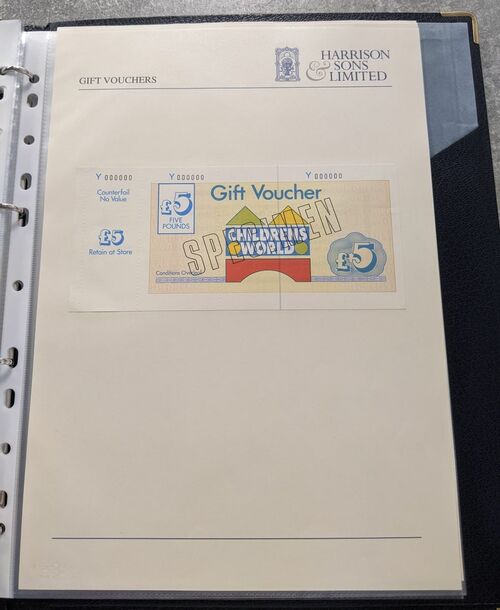 HARRISON
& SONS
LIMITED
GIFT VOUCHERS
Y 000000
Counterfoil
No Value
£5
Retain at Store
Y 000000
Y 000000
£5
FIVE
POUNDS
Gift Voucher
SPECIMEN
CHILDREN'S
WORLD
Conditions Overleaf
£5